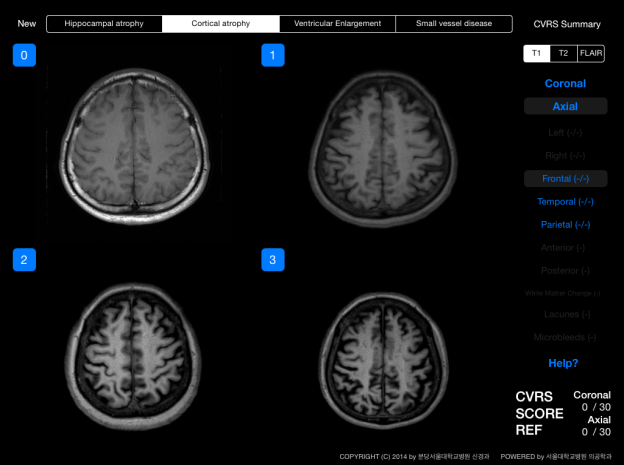 New
Hippocampal atrophy
Cortical atrophy
Ventricular Enlargement
Small vessel disease
CVRS Summary
0
1
T1
T2
FLAIR
Coronal
Axial
Left (-/-)
Right (-/-)
Frontal (-/-)
Temporal (-/-)
Parietal (-/-)
2
3
Anterior (-)
Posterior (-)
White Matter Change (-)
Lacunes (-)
Microbleeds (-)
Help?
CVRS
SCORE
REF
Coronal
0 / 30
Axial
0 / 30
COPYRIGHT (C) 2014 by 분당서울대학교병원 신경과
POWERED by 서울대학교병원 의공학과